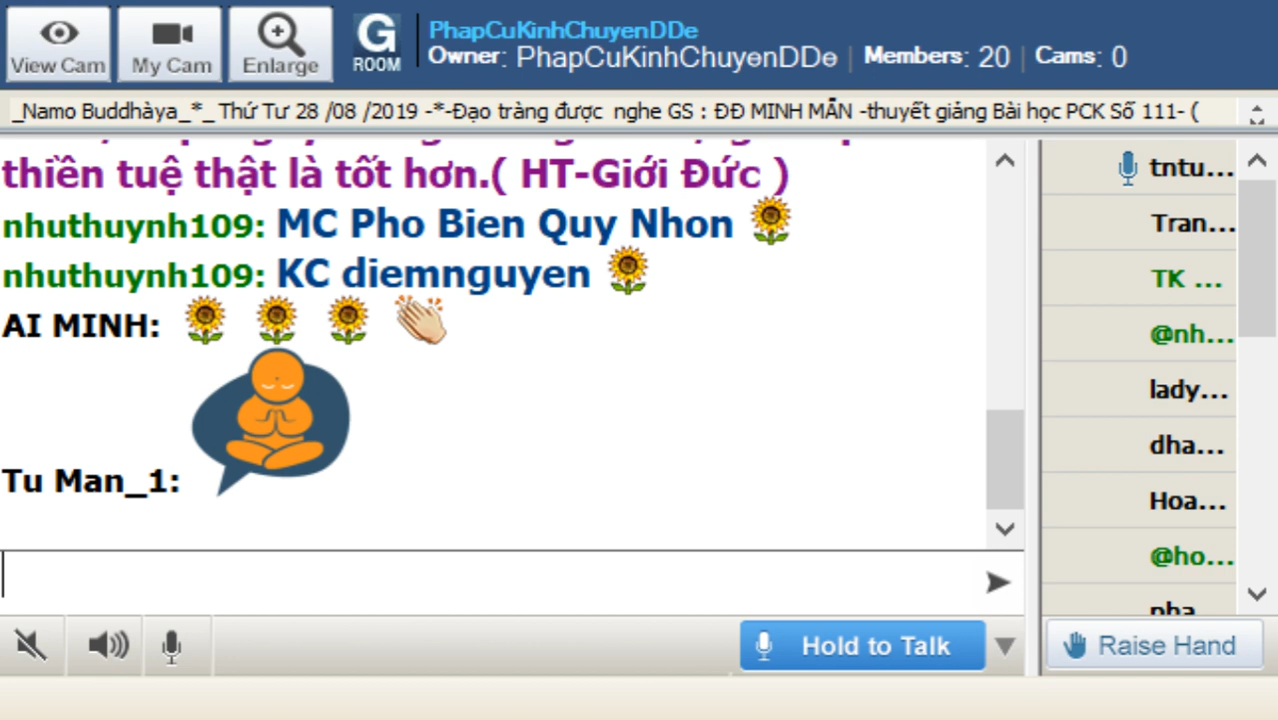 View Cam
My Cam
Enlarge
G
ROOM
PhapCuKinhChuyenDDe
Owner: PhapCuKinhChuyenDDe | Members: 20 | Cams: 0
_Namo Buddhàya_*_ Thứ Tư 28 /08 /2019 -*-Đạo tràng được nghe GS : ĐĐ MINH MẪN -thuyết giảng Bài học PCK Số 111- (
thiền tuệ thật là tốt hơn.( HT-Giới Đức )
nhuthuynh109: MC Pho Bien Quy Nhon
nhuthuynh109: KC diemnguyen
AI MINH:
Tu Man_1:
tntu...
Tran...
TK ...
@nh...
lady...
dha...
Hoa...
@ho...
pha
Hold to Talk
Raise Hand